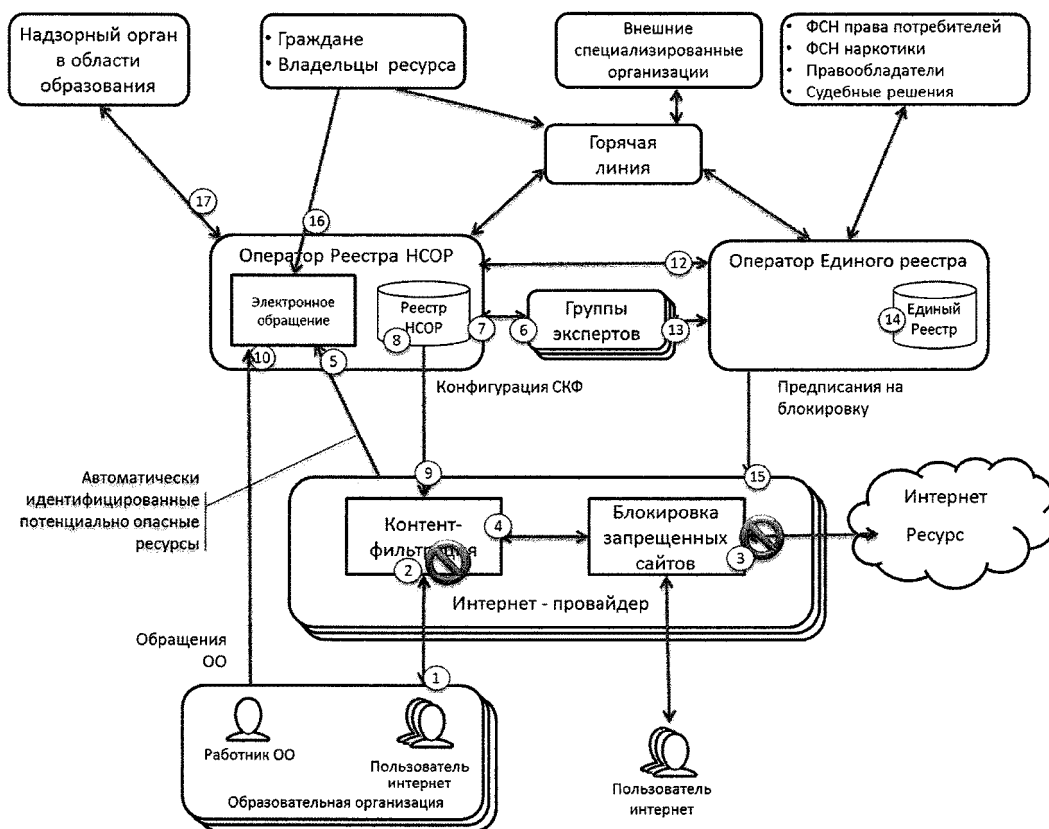 Надзорный орган
в области
образования
• Граждане
• Владельцы ресурса
Внешние
специализированные
организации
• ФСН права потребителей
• ФСН наркотики
• Правообладатели
• Судебные решения
Горячая
линия
17
16
Оператор Реестра НСОР
12
Оператор Единого реестра
Электронное
обращение
Реестр
НСОР
8
7
6
Группы
экспертов
13
14
Единый
Реестр
10
5
Конфигурация СКФ
Предписания на
блокировку
Автоматически
идентифицированные
потенциально опасные
ресурсы
9
15
Контент-
фильтрация
2
4
Блокировка
запрещенных
сайтов
3
Интернет
Ресурс
Интернет - провайдер
Обращения
ОО
1
Работник ОО
Пользователь
интернет
Образовательная организация
Пользователь
интернет